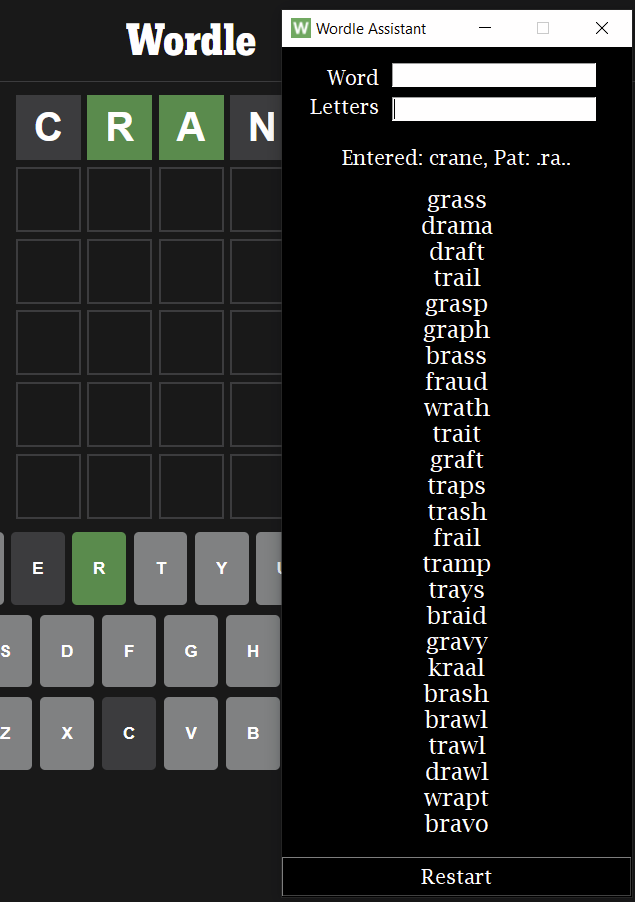 Wordle
C R A N
E R T Y U
S D F G H
Z X C V B
W Wordle Assistant
Word
Letters
Entered: crane, Pat: .ra..
grass
drama
draft
trail
grasp
graph
brass
fraud
wrath
trait
graft
traps
trash
frail
tramp
trays
braid
gravy
kraal
brash
brawl
trawl
drawl
wrapt
bravo
Restart